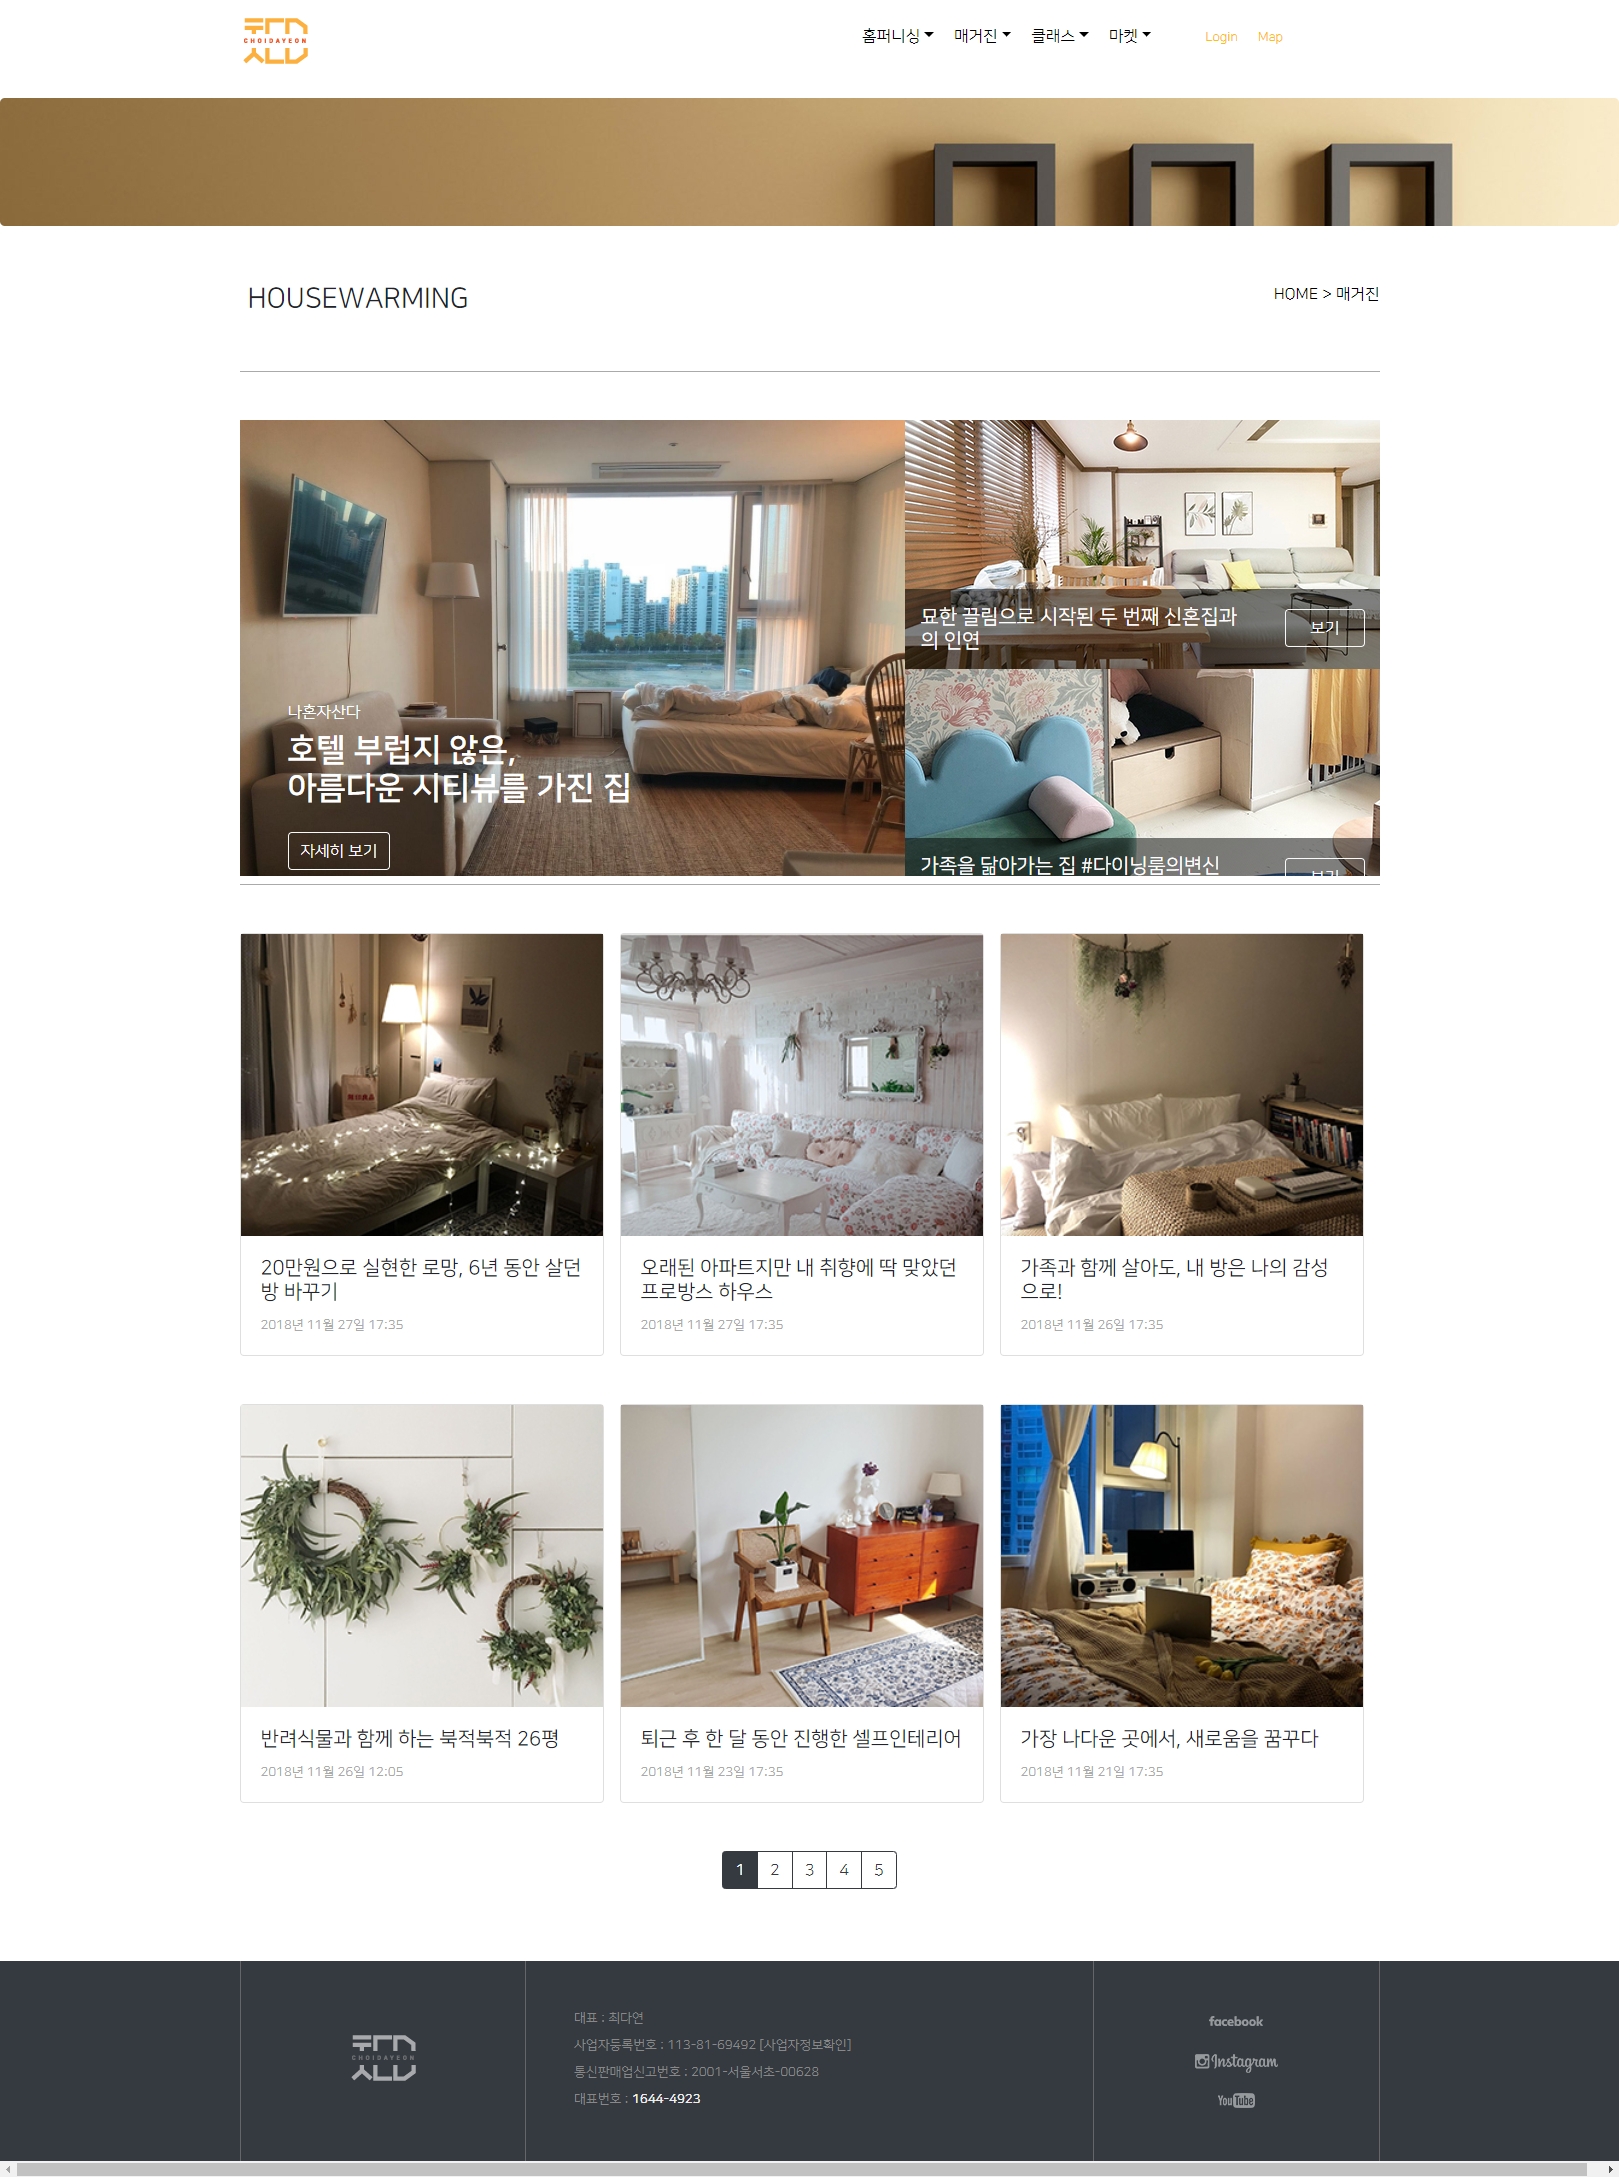 CHOIDAYEON
홈퍼니싱 매거진 클래스 마켓 Login Map
HOUSEWARMING
HOME > 매거진
나혼자산다
호텔 부럽지 않은,
아름다운 시티뷰를 가진 집
자세히 보기
묘한 끌림으로 시작된 두 번째 신혼집과
의 인연
보기
가족을 닮아가는 집 #다이닝룸의변신
보기
20만원으로 실현한 로망, 6년 동안 살던
방 바꾸기
2018년 11월 27일 17:35
오래된 아파트지만 내 취향에 딱 맞았던
프로방스 하우스
2018년 11월 27일 17:35
가족과 함께 살아도, 내 방은 나의 감성
으로!
2018년 11월 26일 17:35
반려식물과 함께 하는 북적북적 26평
2018년 11월 26일 12:05
퇴근 후 한 달 동안 진행한 셀프인테리어
2018년 11월 23일 17:35
가장 나다운 곳에서, 새로움을 꿈꾸다
2018년 11월 21일 17:35
1 2 3 4 5
CHOIDAYEON
대표 : 최다연
사업자등록번호 : 113-81-69492 [사업자정보확인]
통신판매업신고번호 : 2001-서울서초-00628
대표번호 : 1644-4923
facebook
Instagram
YouTube